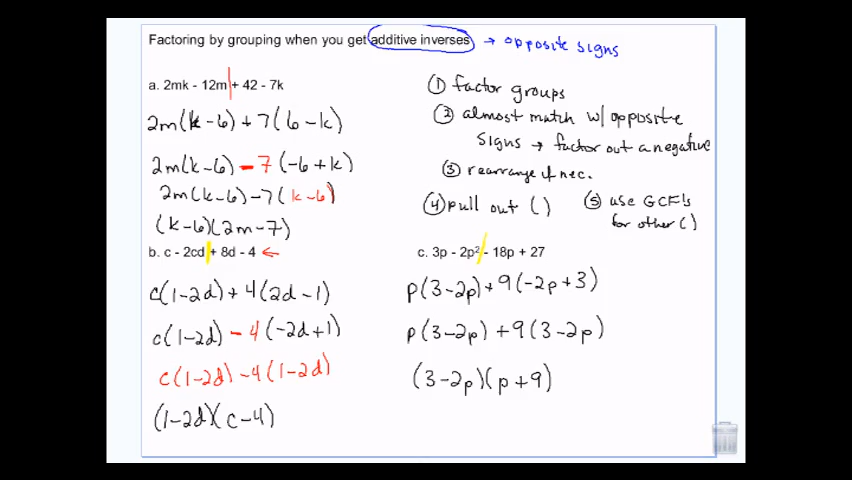 Factoring by grouping when you get additive inverses → opposite signs
a. 2mk - 12m + 42 - 7k
2m(k-6)+7(6-k)
2m(k-6) -7(-6+k)
2m(k-6)-7(k-6)
(k-6)(2m-7)
① factor groups
② almost match w/ opposite
signs → factor out a negative
③ rearrange if nec.
④ pull out ( )
⑤ use GCF's
for other ( )
b. c - 2cd + 8d - 4 ←
c(1-2d)+4(2d-1)
c(1-2d) -4(-2d+1)
c(1-2d)-4(1-2d)
(1-2d)(c-4)
c. 3p - 2p² - 18p + 27
p(3-2p)+9(-2p+3)
p(3-2p)+9(3-2p)
(3-2p)(p+9)